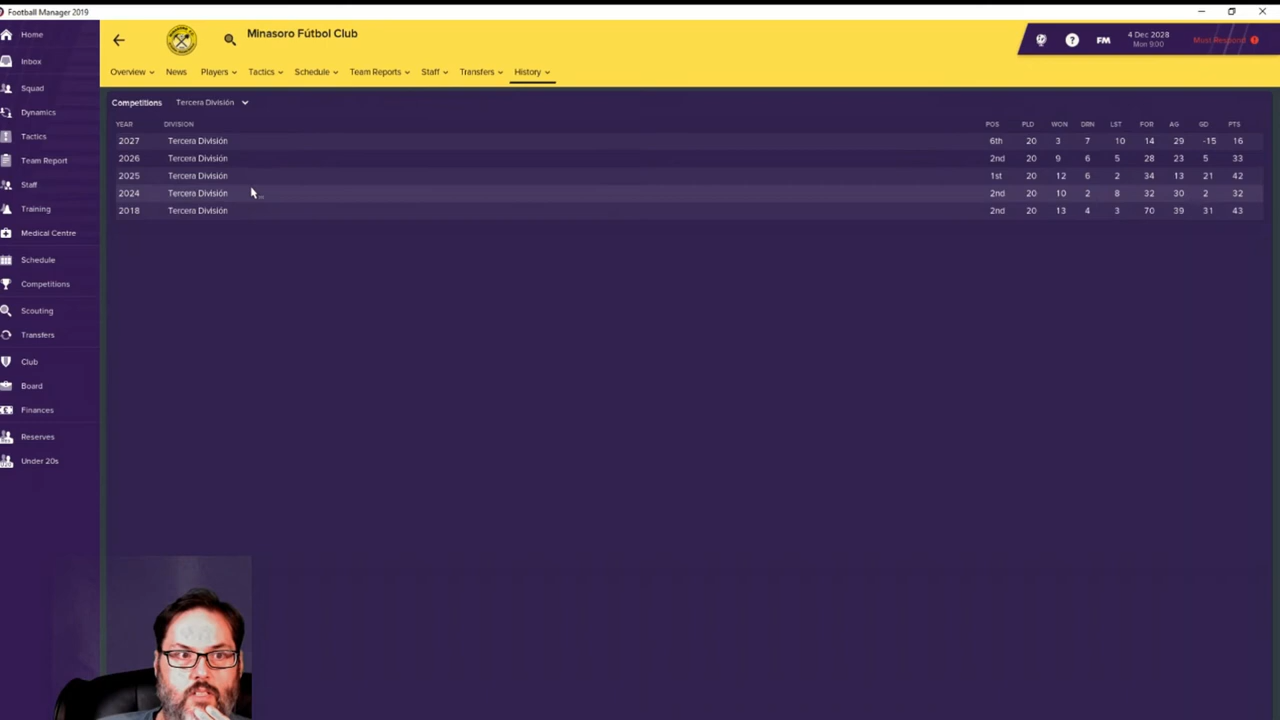 Football Manager 2019
Home
Inbox
Squad
Dynamics
Tactics
Team Report
Staff
Training
Medical Centre
Schedule
Competitions
Scouting
Transfers
Club
Board
Finances
Reserves
Under 20s
Minasoro Fútbol Club
4 Dec 2028
Mon 9:00
FM
Must Respond
Overview News Players Tactics Schedule Team Reports Staff Transfers History
Competitions Tercera División
YEAR DIVISION POS PLD WON DRN LST FOR AG GD PTS
2027 Tercera División 6th 20 3 7 10 14 29 -15 16
2026 Tercera División 2nd 20 9 6 5 28 23 5 33
2025 Tercera División 1st 20 12 6 2 34 13 21 42
2024 Tercera División 2nd 20 10 2 8 32 30 2 32
2018 Tercera División 2nd 20 13 4 3 70 39 31 43